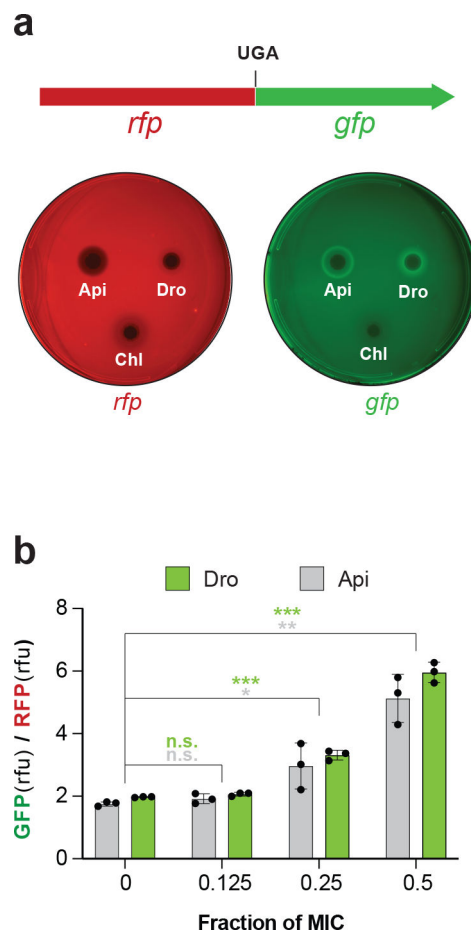 a
UGA
rfp
gfp
Api
Dro
Chl
rfp
Api
Dro
Chl
gfp
b
Dro
Api
GFP(rfu) / RFP(rfu)
8
6
4
2
0
***
**
***
*
n.s.
n.s.
0
0.125
0.25
0.5
Fraction of MIC